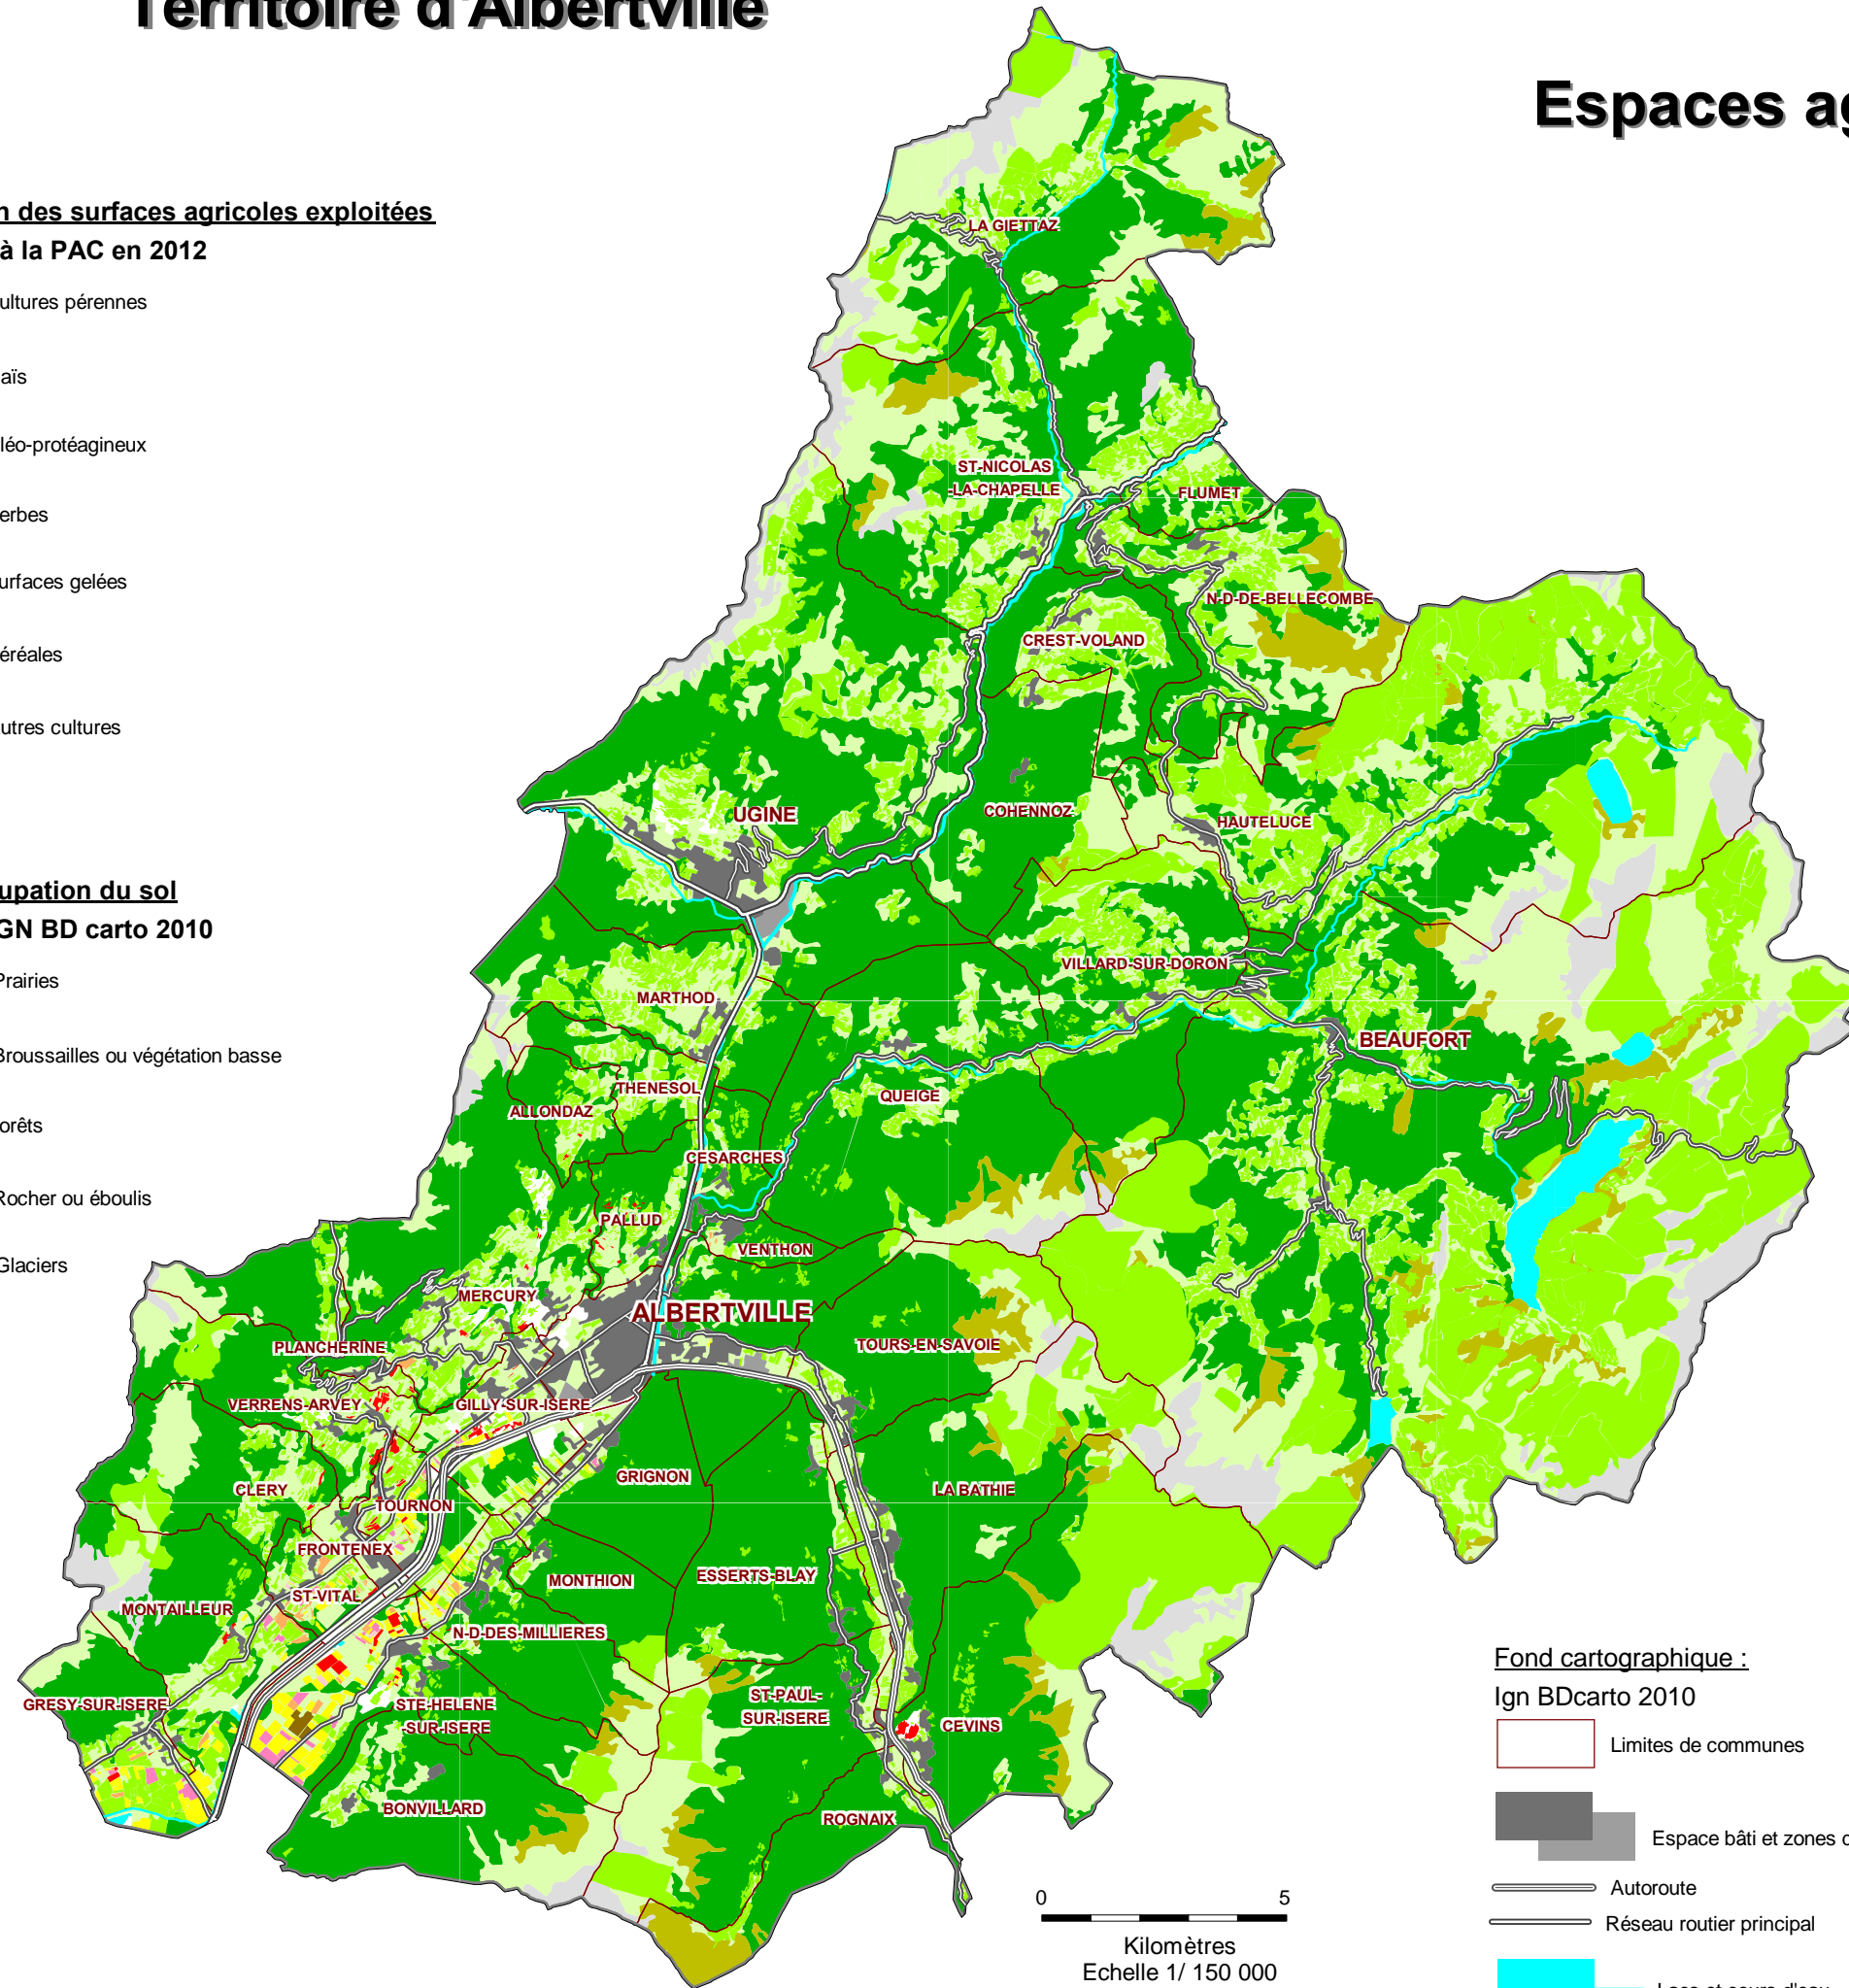 Territoire d'Albertville
Espaces ag
n des surfaces agricoles exploitées
à la PAC en 2012
ultures pérennes
aïs
léo-protéagineux
erbes
urfaces gelées
éréales
utres cultures
upation du sol
GN BD carto 2010
Prairies
Broussailles ou végétation basse
orêts
Rocher ou éboulis
Glaciers
LA GIETTAZ
ST-NICOLAS
-LA-CHAPELLE
FLUMET
N-D-DE-BELLECOMBE
CREST-VOLAND
UGINE
COHENNOZ
HAUTELUCE
VILLARD-SUR-DORON
MARTHOD
BEAUFORT
THENESOL
QUEIGE
ALLONDAZ
CESARCHES
PALLUD
VENTHON
MERCURY
ALBERTVILLE
PLANCHERINE
TOURS-EN-SAVOIE
VERRENS-ARVEY
GILLY-SUR-ISERE
GRIGNON
CLERY
LA BATHIE
TOURNON
FRONTENEX
MONTHION
ESSERTS-BLAY
ST-VITAL
MONTAILLEUR
N-D-DES-MILLIERES
GRESY-SUR-ISERE
STE-HELENE
-SUR-ISERE
ST-PAUL-
SUR-ISERE
CEVINS
BONVILLARD
ROGNAIX
0 5
Kilomètres
Echelle 1/ 150 000
Fond cartographique :
Ign BDcarto 2010
Limites de communes
Espace bâti et zones d
Autoroute
Réseau routier principal
Lacs et cours d'eau